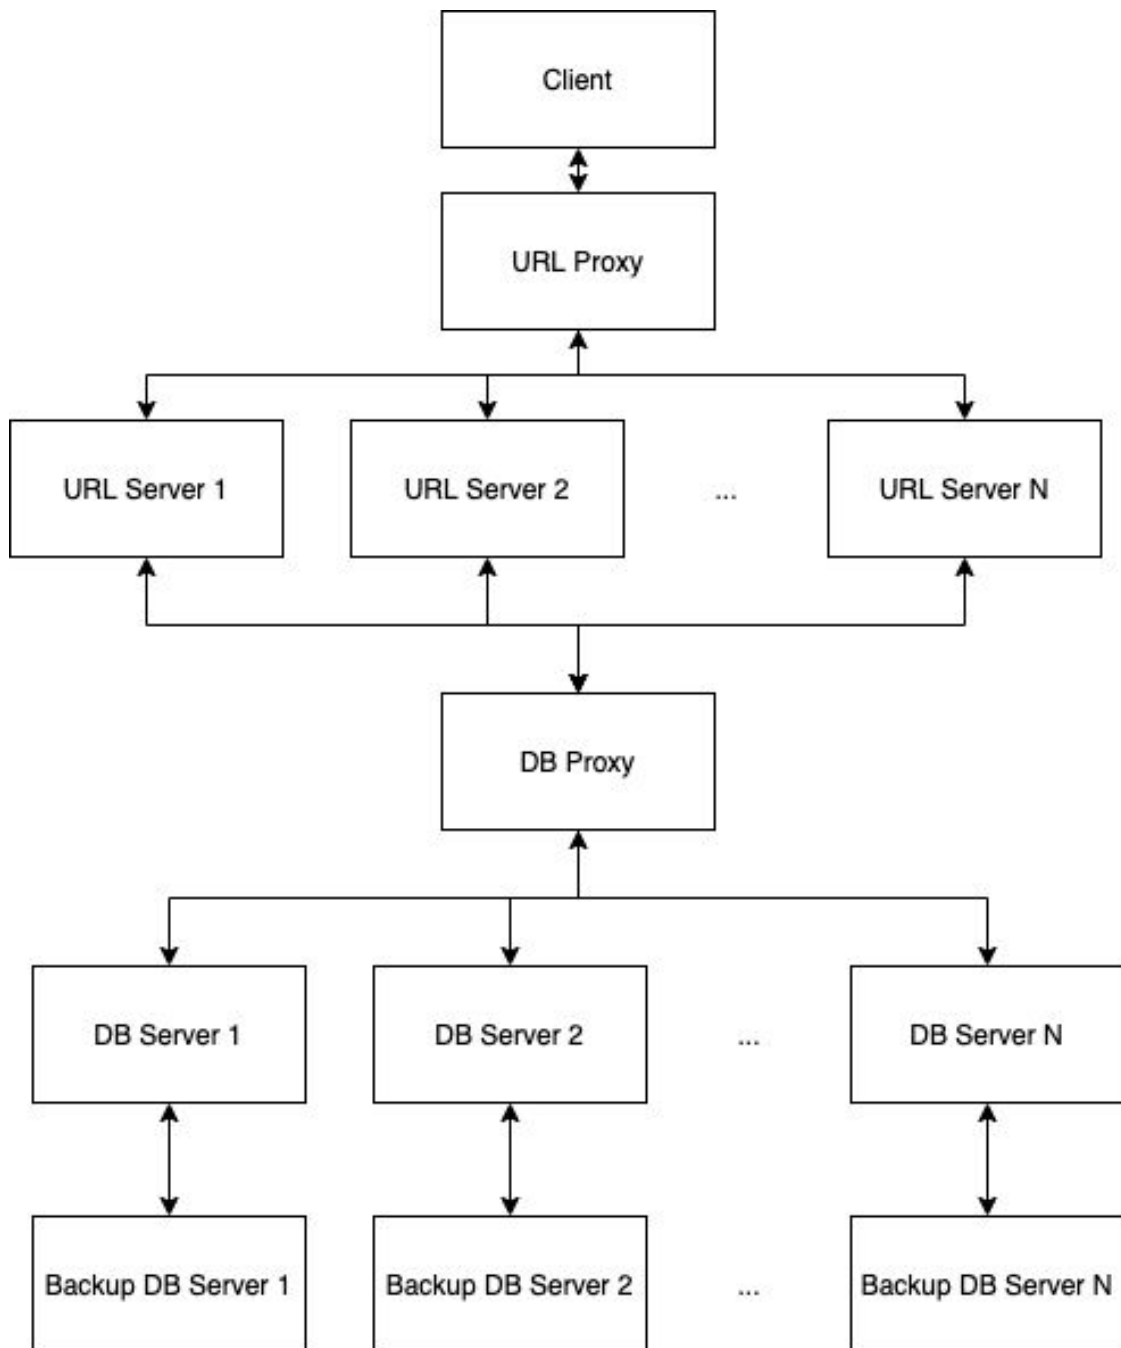 Client
URL Proxy
URL Server 1
URL Server 2
...
URL Server N
DB Proxy
DB Server 1
DB Server 2
...
DB Server N
Backup DB Server 1
Backup DB Server 2
...
Backup DB Server N